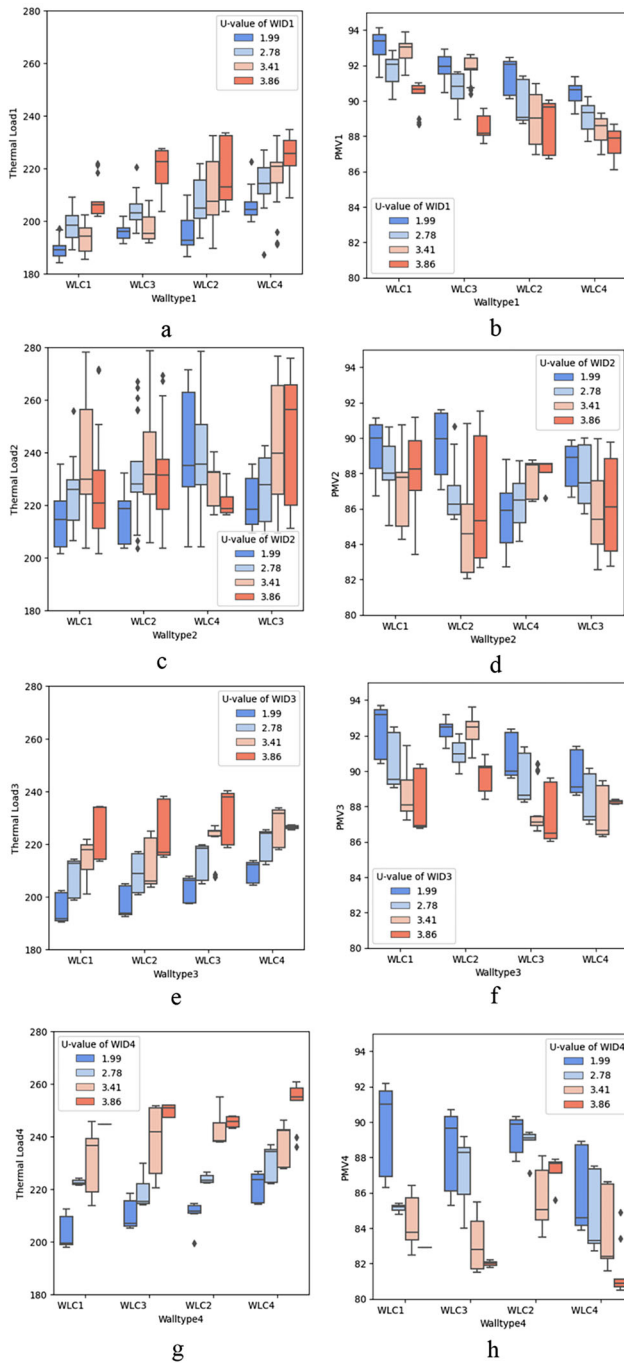 280
260
240
220
200
180
Thermal Load1
U-value of WID1
1.99
2.78
3.41
3.86
WLC1 WLC3 WLC2 WLC4
Walltype1
a
94
92
90
88
86
84
82
80
PMV1
U-value of WID1
1.99
2.78
3.41
3.86
WLC1 WLC3 WLC2 WLC4
Walltype1
b
280
260
240
220
200
180
Thermal Load2
U-value of WID2
1.99
2.78
3.41
3.86
WLC1 WLC2 WLC4 WLC3
Walltype2
c
94
92
90
88
86
84
82
80
PMV2
U-value of WID2
1.99
2.78
3.41
3.86
WLC1 WLC2 WLC4 WLC3
Walltype2
d
280
260
240
220
200
180
Thermal Load3
U-value of WID3
1.99
2.78
3.41
3.86
WLC1 WLC2 WLC3 WLC4
Walltype3
e
94
92
90
88
86
84
82
80
PMV3
U-value of WID3
1.99
2.78
3.41
3.86
WLC1 WLC2 WLC3 WLC4
Walltype3
f
280
260
240
220
200
180
Thermal Load4
U-value of WID4
1.99
2.78
3.41
3.86
WLC1 WLC3 WLC2 WLC4
Walltype4
g
94
92
90
88
86
84
82
80
PMV4
U-value of WID4
1.99
2.78
3.41
3.86
WLC1 WLC3 WLC2 WLC4
Walltype4
h